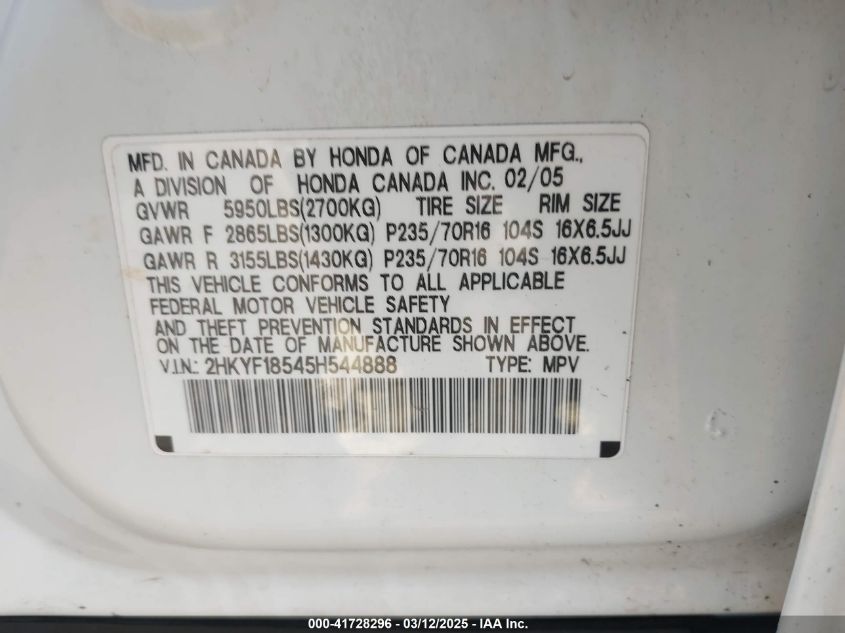 MFD. IN CANADA BY HONDA OF CANADA MFG.,
A DIVISION OF HONDA CANADA INC. 02/05
GVWR 5950LBS(2700KG) TIRE SIZE RIM SIZE
GAWR F 2865LBS(1300KG) P235/70R16 104S 16X6.5JJ
GAWR R 3155LBS(1430KG) P235/70R16 104S 16X6.5JJ
THIS VEHICLE CONFORMS TO ALL APPLICABLE
FEDERAL MOTOR VEHICLE SAFETY
AND THEFT PREVENTION STANDARDS IN EFFECT
ON THE DATE OF MANUFACTURE SHOWN ABOVE.
V.I.N.: 2HKYF18545H544888 TYPE: MPV
000-41728296 - 03/12/2025 - IAA Inc.